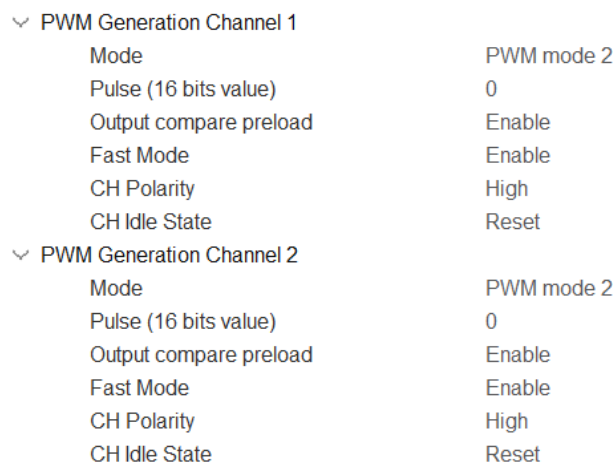 PWM Generation Channel 1
Mode PWM mode 2
Pulse (16 bits value) 0
Output compare preload Enable
Fast Mode Enable
CH Polarity High
CH Idle State Reset
PWM Generation Channel 2
Mode PWM mode 2
Pulse (16 bits value) 0
Output compare preload Enable
Fast Mode Enable
CH Polarity High
CH Idle State Reset